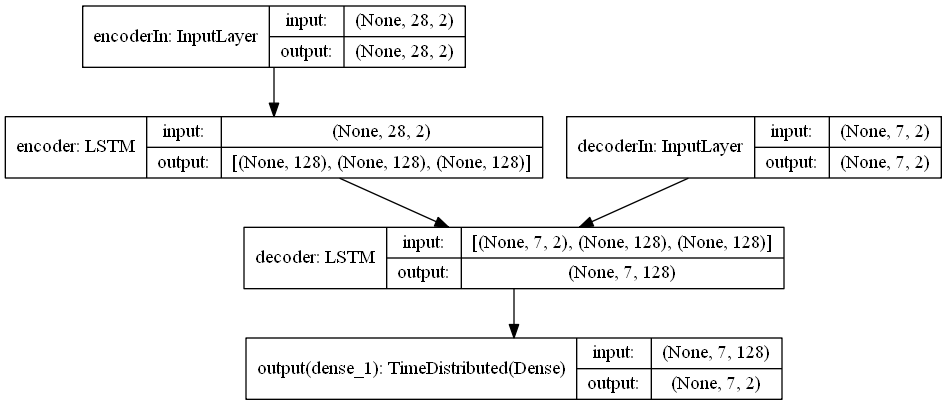 encoderIn: InputLayer
input: (None, 28, 2)
output: (None, 28, 2)
encoder: LSTM
input: (None, 28, 2)
output: [(None, 128), (None, 128), (None, 128)]
decoderIn: InputLayer
input: (None, 7, 2)
output: (None, 7, 2)
decoder: LSTM
input: [(None, 7, 2), (None, 128), (None, 128)]
output: (None, 7, 128)
output(dense_1): TimeDistributed(Dense)
input: (None, 7, 128)
output: (None, 7, 2)